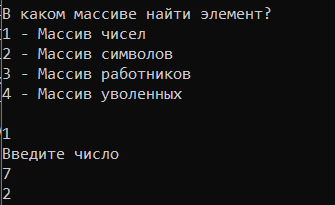 В каком массиве найти элемент?
1 - Массив чисел
2 - Массив символов
3 - Массив работников
4 - Массив уволенных
1
Введите число
7
2